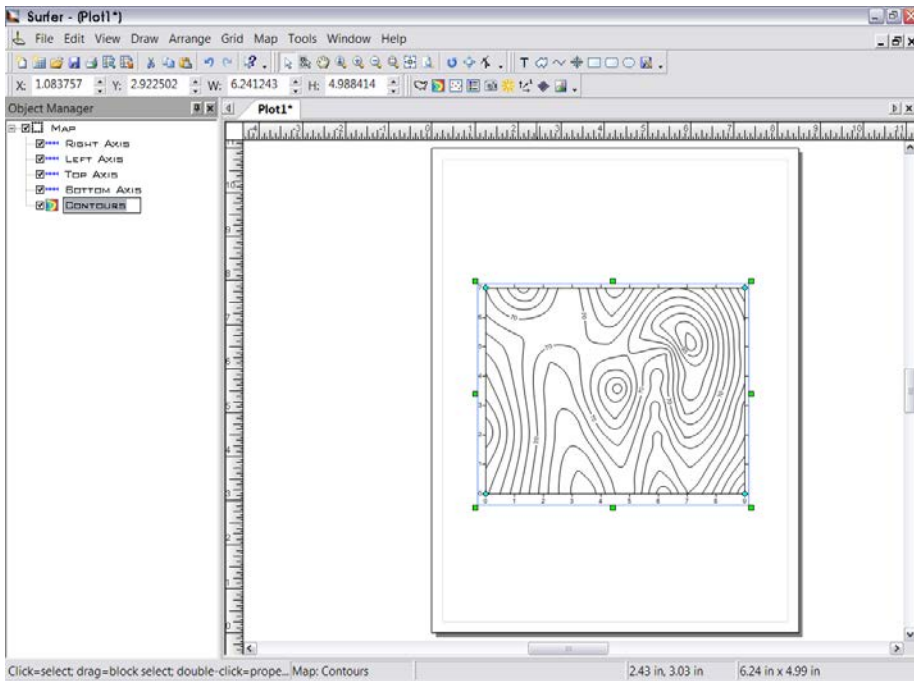 Surfer - (Plot1*)
File Edit View Draw Arrange Grid Map Tools Window Help
X: 1.083757 Y: 2.922502 W: 6.241243 H: 4.988414
Object Manager
Plot1*
MAP
RIGHT AXIS
LEFT AXIS
TOP AXIS
BOTTOM AXIS
CONTOURS
Click=select; drag=block select; double-click=prope... Map: Contours 2.43 in, 3.03 in 6.24 in x 4.99 in